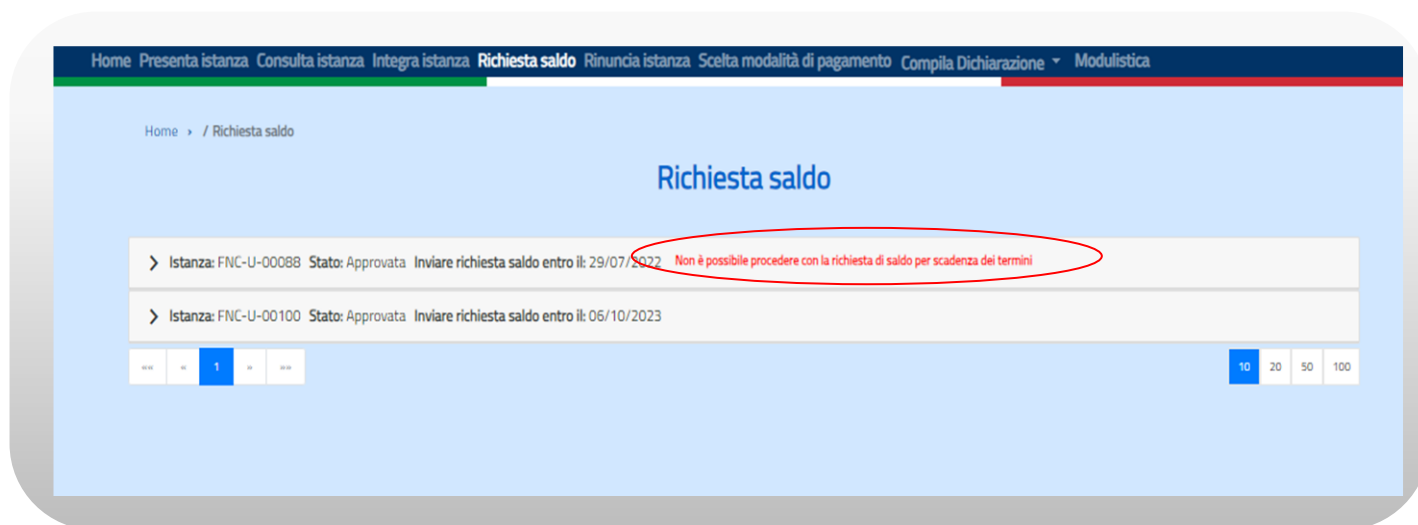 Home Presenta istanza Consulta istanza Integra istanza Richiesta saldo Rinuncia istanza Scelta modalità di pagamento Compila Dichiarazione Modulistica
Home › / Richiesta saldo
Richiesta saldo
Istanza: FNC-U-00088 Stato: Approvata Inviare richiesta saldo entro il: 29/07/2022 Non è possibile procedere con la richiesta di saldo per scadenza dei termini
Istanza: FNC-U-00100 Stato: Approvata Inviare richiesta saldo entro il: 06/10/2023
«« « 1 » »» 10 20 50 100